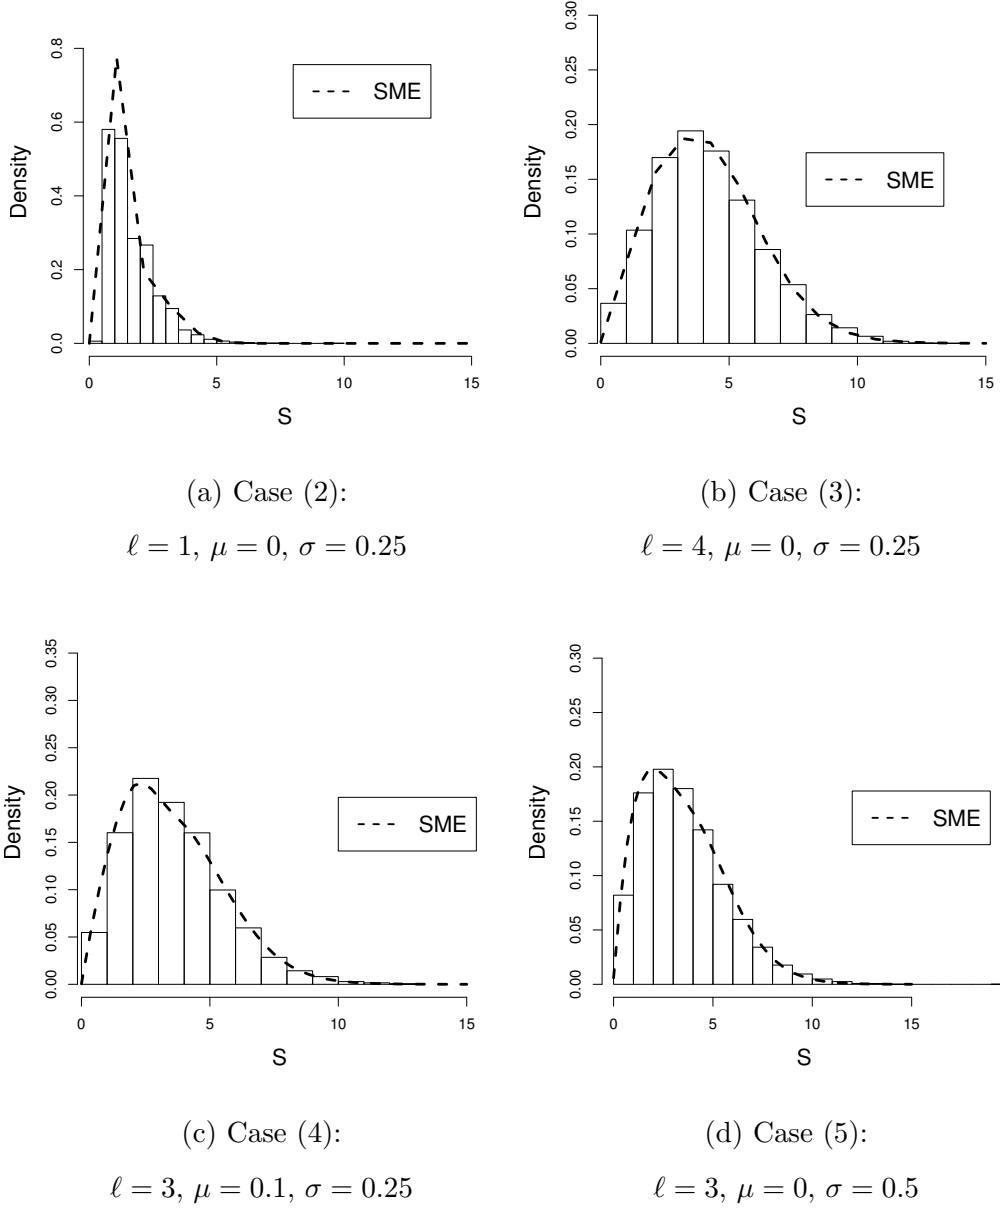 0.0 0.2 0.4 0.6 0.8
Density
SME
0 5 10 15
S
(a) Case (2):
ℓ = 1, μ = 0, σ = 0.25
0.00 0.05 0.10 0.15 0.20 0.25 0.30
Density
SME
0 5 10 15
S
(b) Case (3):
ℓ = 4, μ = 0, σ = 0.25
0.00 0.05 0.10 0.15 0.20 0.25 0.30 0.35
Density
SME
0 5 10 15
S
(c) Case (4):
ℓ = 3, μ = 0.1, σ = 0.25
0.00 0.05 0.10 0.15 0.20 0.25 0.30
Density
SME
0 5 10 15
S
(d) Case (5):
ℓ = 3, μ = 0, σ = 0.5